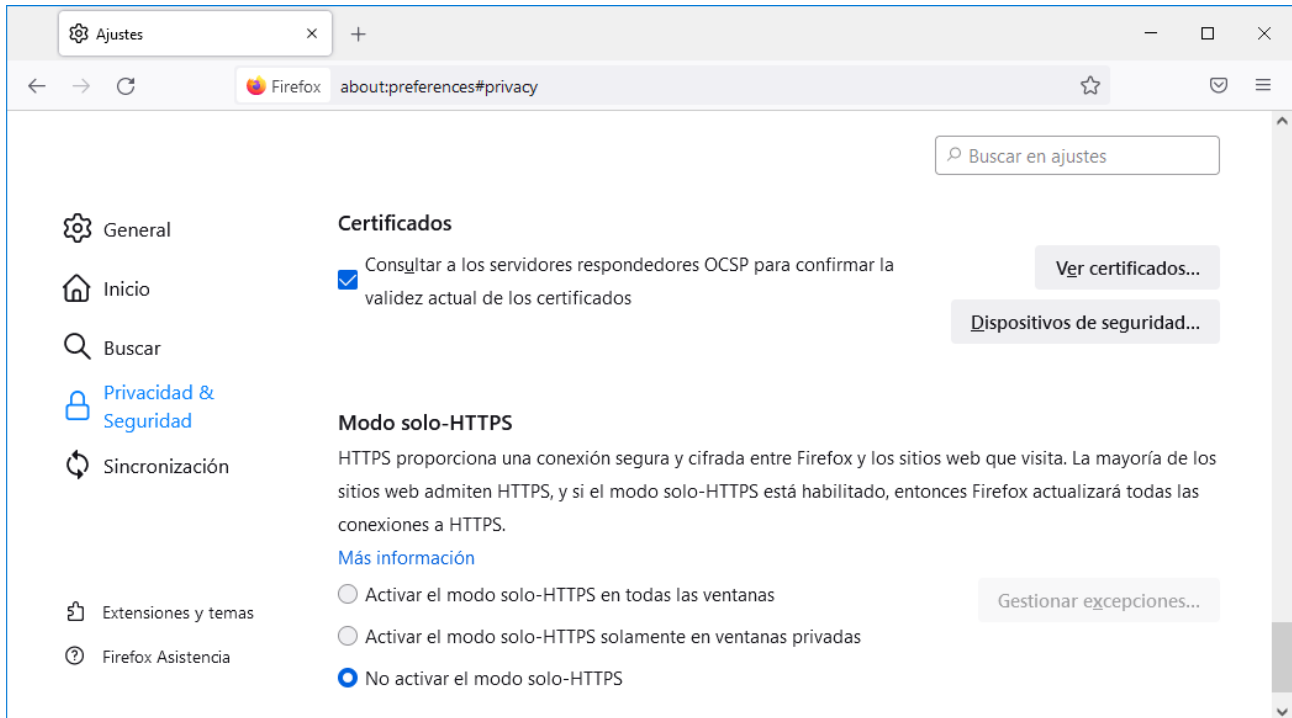 Ajustes
Firefox
about:preferences#privacy
Buscar en ajustes
General
Inicio
Buscar
Privacidad &
Seguridad
Sincronización
Extensiones y temas
Firefox Asistencia
Certificados
Consultar a los servidores respondedores OCSP para confirmar la
validez actual de los certificados
Ver certificados...
Dispositivos de seguridad...
Modo solo-HTTPS
HTTPS proporciona una conexión segura y cifrada entre Firefox y los sitios web que visita. La mayoría de los
sitios web admiten HTTPS, y si el modo solo-HTTPS está habilitado, entonces Firefox actualizará todas las
conexiones a HTTPS.
Más información
Activar el modo solo-HTTPS en todas las ventanas
Gestionar excepciones...
Activar el modo solo-HTTPS solamente en ventanas privadas
No activar el modo solo-HTTPS